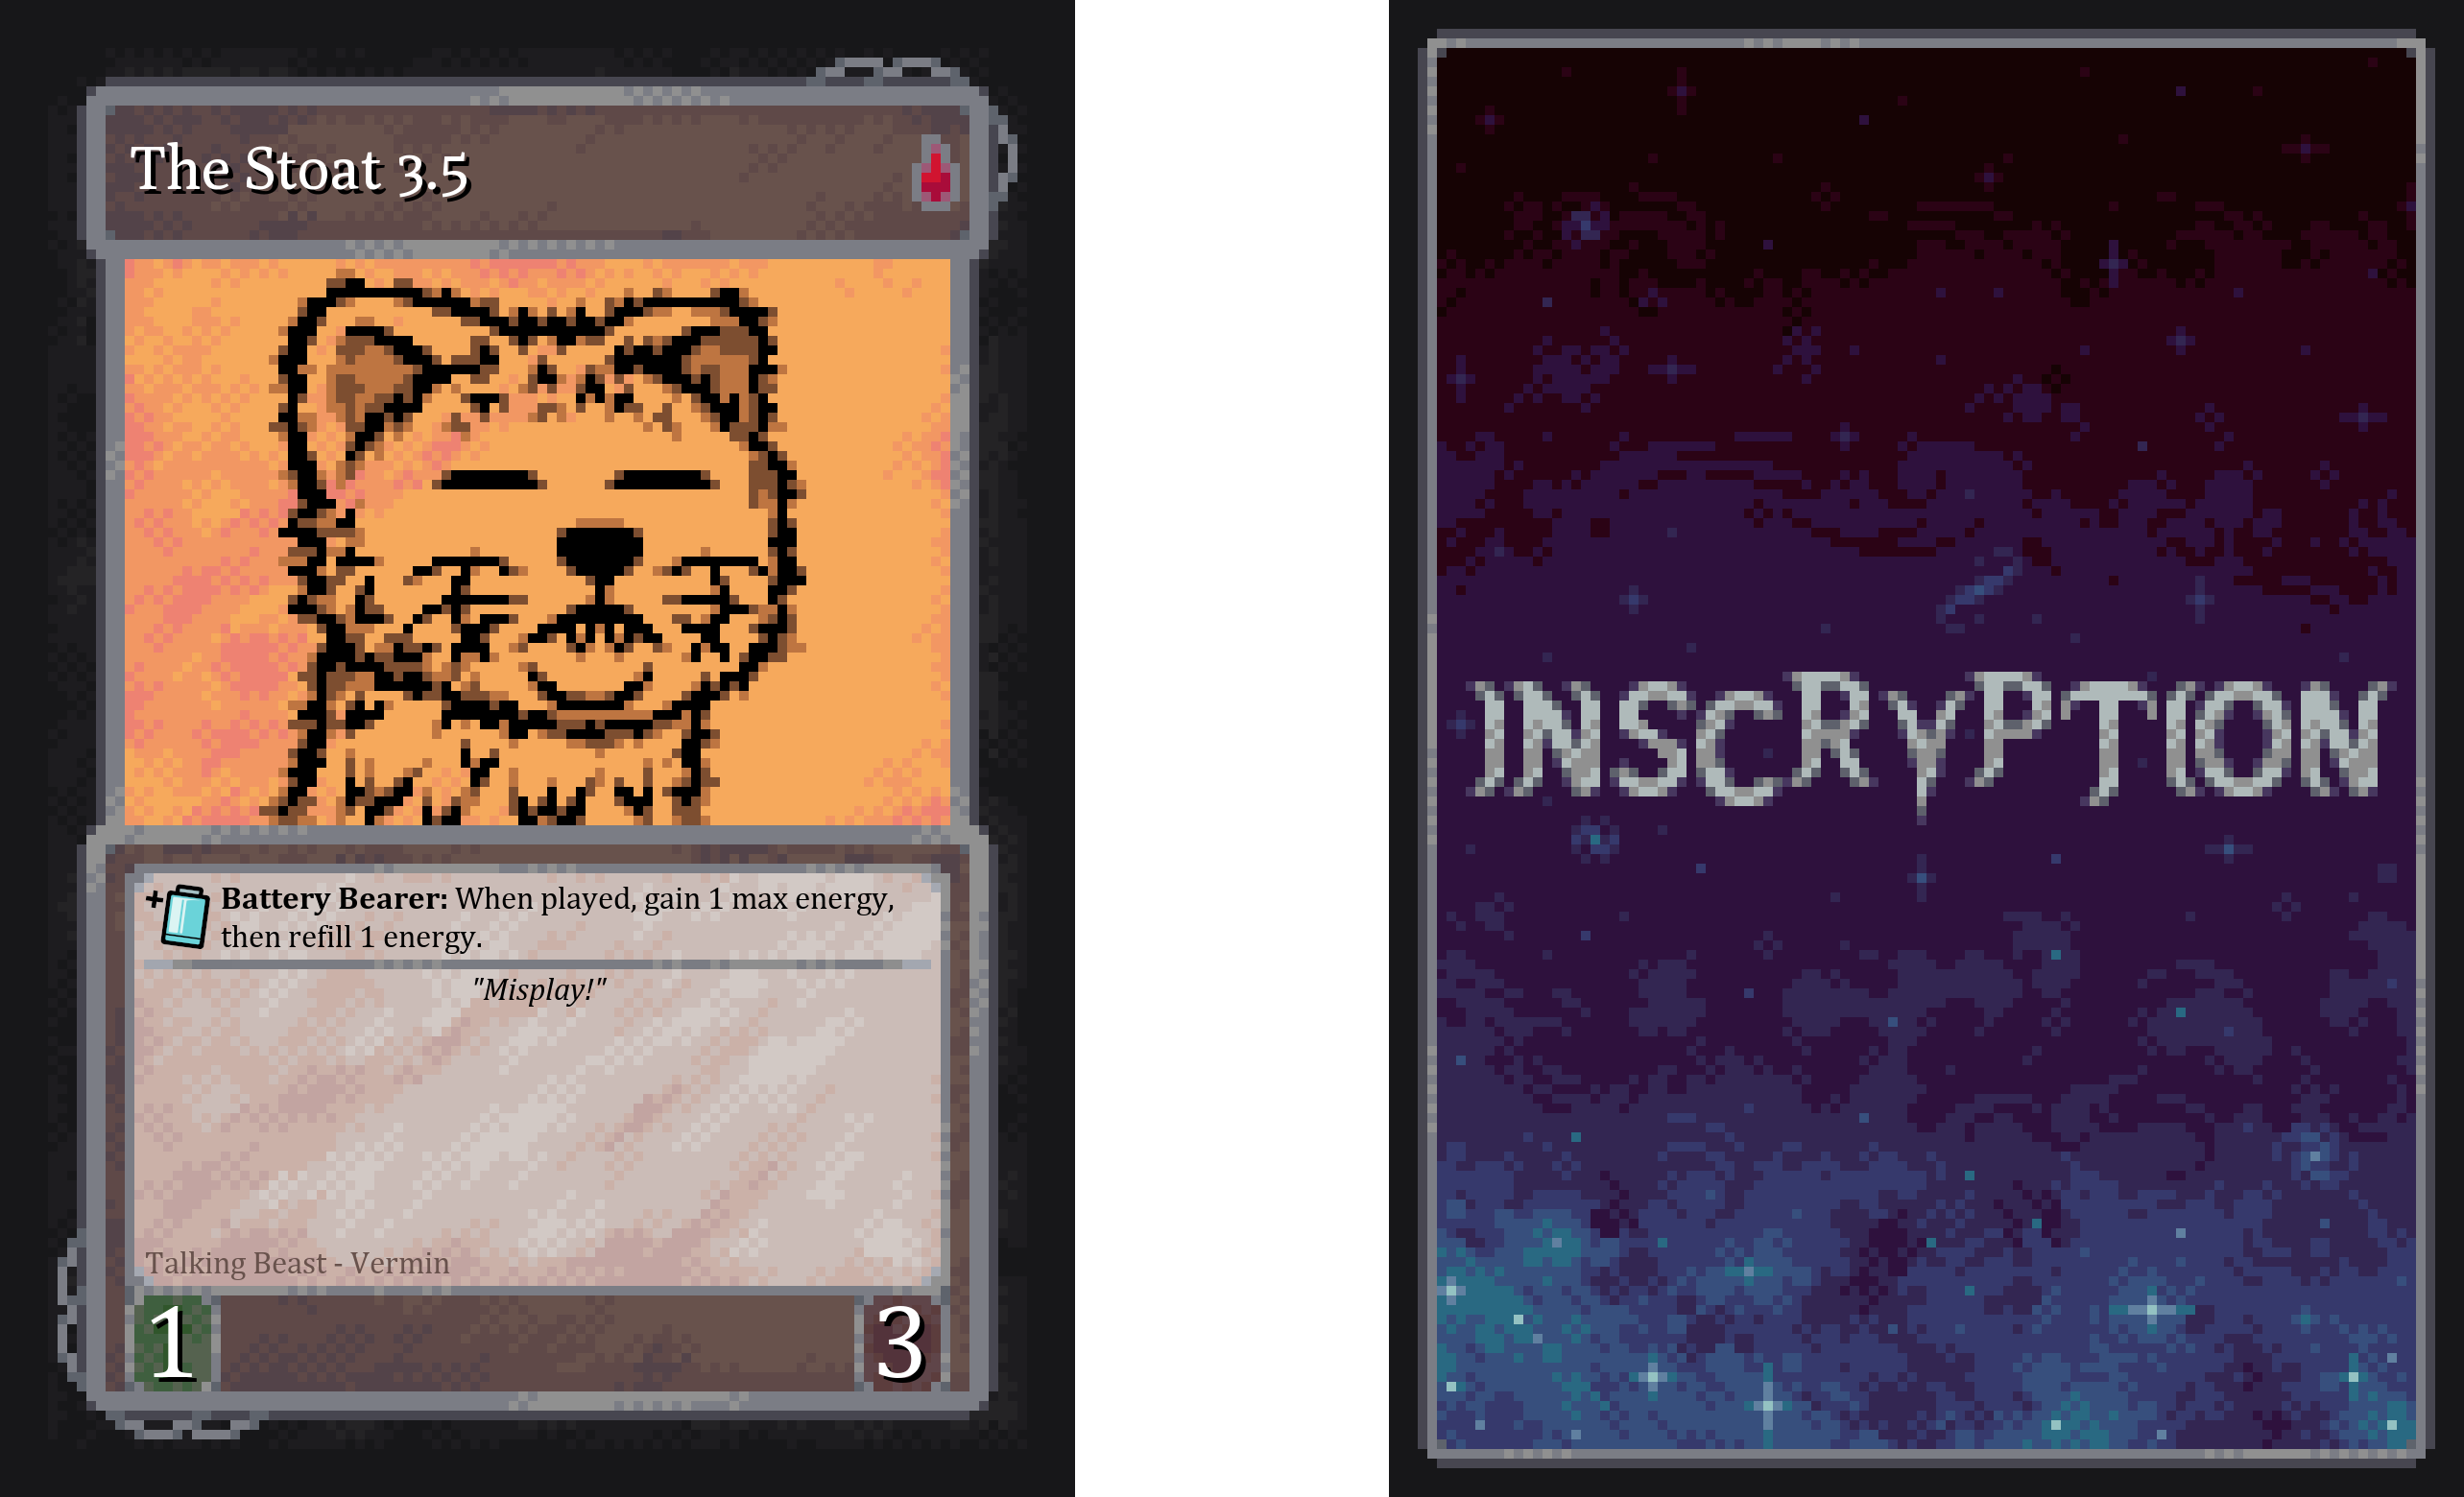 The Stoat 3.5
Battery Bearer: When played, gain 1 max energy,
then refill 1 energy.
"Misplay!"
Talking Beast - Vermin
1
3
INSCRYPTION